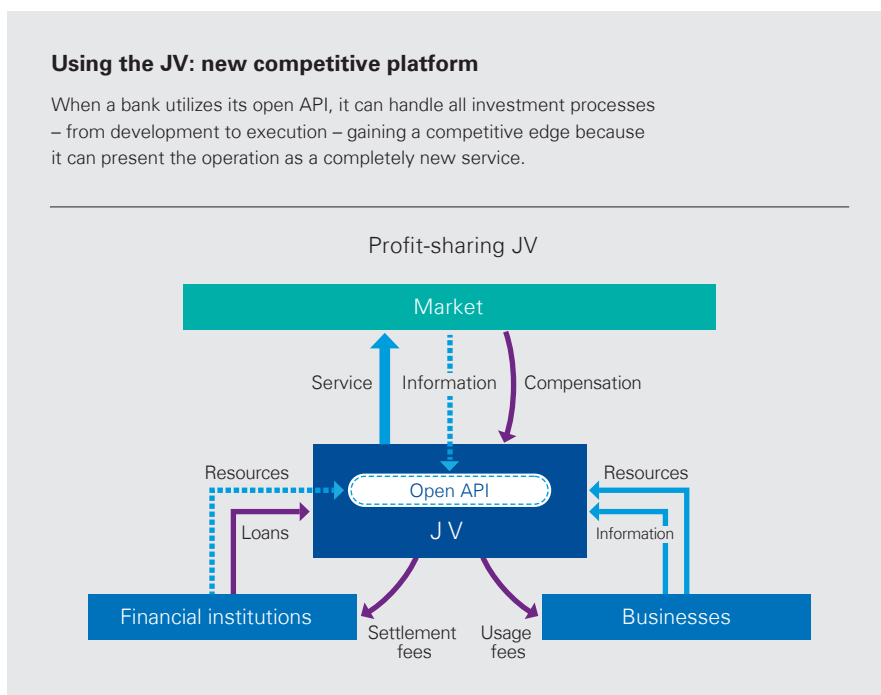 Using the JV: new competitive platform
When a bank utilizes its open API, it can handle all investment processes
– from development to execution – gaining a competitive edge because
it can present the operation as a completely new service.
Profit-sharing JV
Market
Service
Information
Compensation
Resources
Open API
Resources
Loans
JV
Information
Financial institutions
Settlement
fees
Usage
fees
Businesses